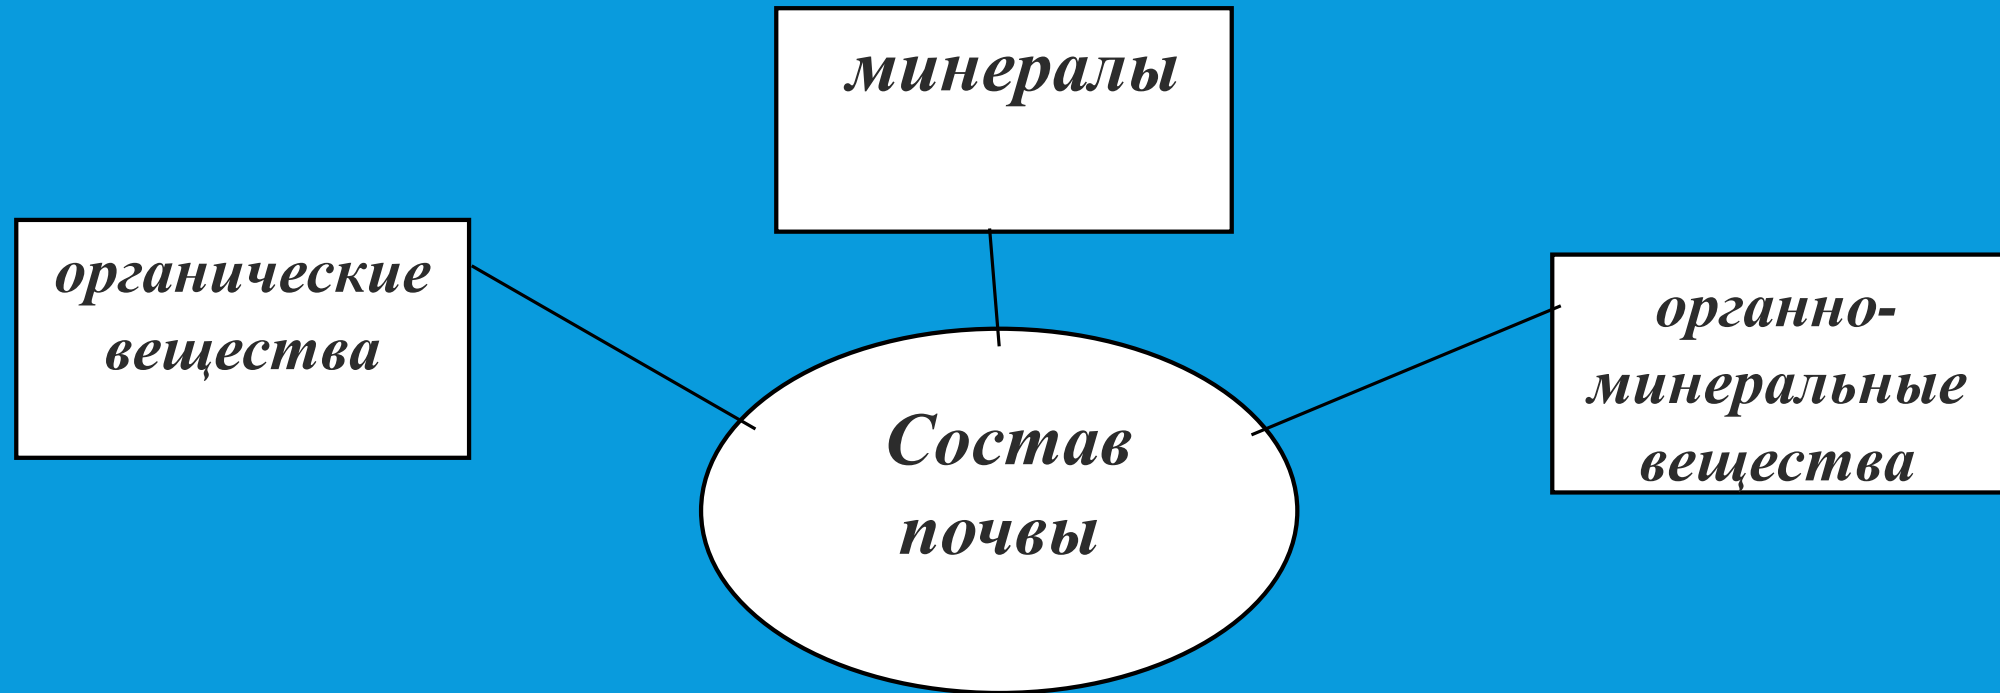 минералы
органические
вещества
органно-
минеральные
вещества
Состав
почвы